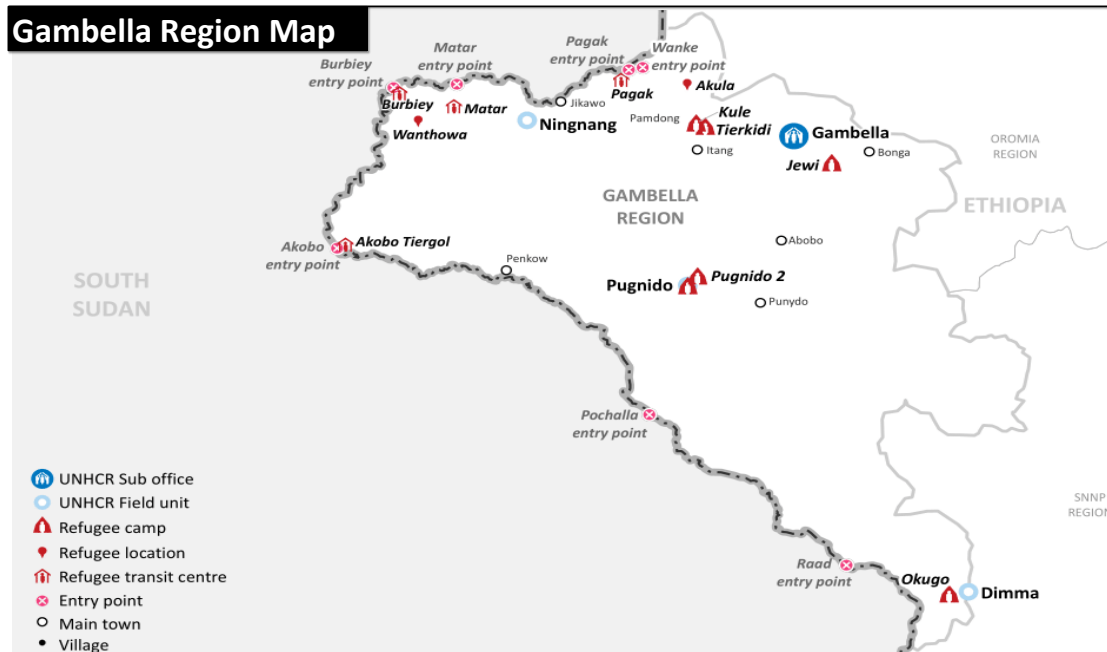 Gambella Region Map
Burbiey
entry point
Matar
entry point
Pagak
entry point
Wanke
entry point
Burbiey
Matar
Wanthowa
Jikawo
Ningnang
Pagak
Akula
Pamdong
Kule
Tierkidi
Itang
Gambella
Jewi
Bonga
OROMIA
REGION
ETHIOPIA
GAMBELLA
REGION
Akobo
entry point
Akobo Tiergol
Penkow
Abobo
Pugnido
Pugnido 2
Punydo
SOUTH
SUDAN
Pochalla
entry point
SNNP
REGION
Raad
entry point
Okugo
Dimma
UNHCR Sub office
UNHCR Field unit
Refugee camp
Refugee location
Refugee transit centre
Entry point
Main town
Village